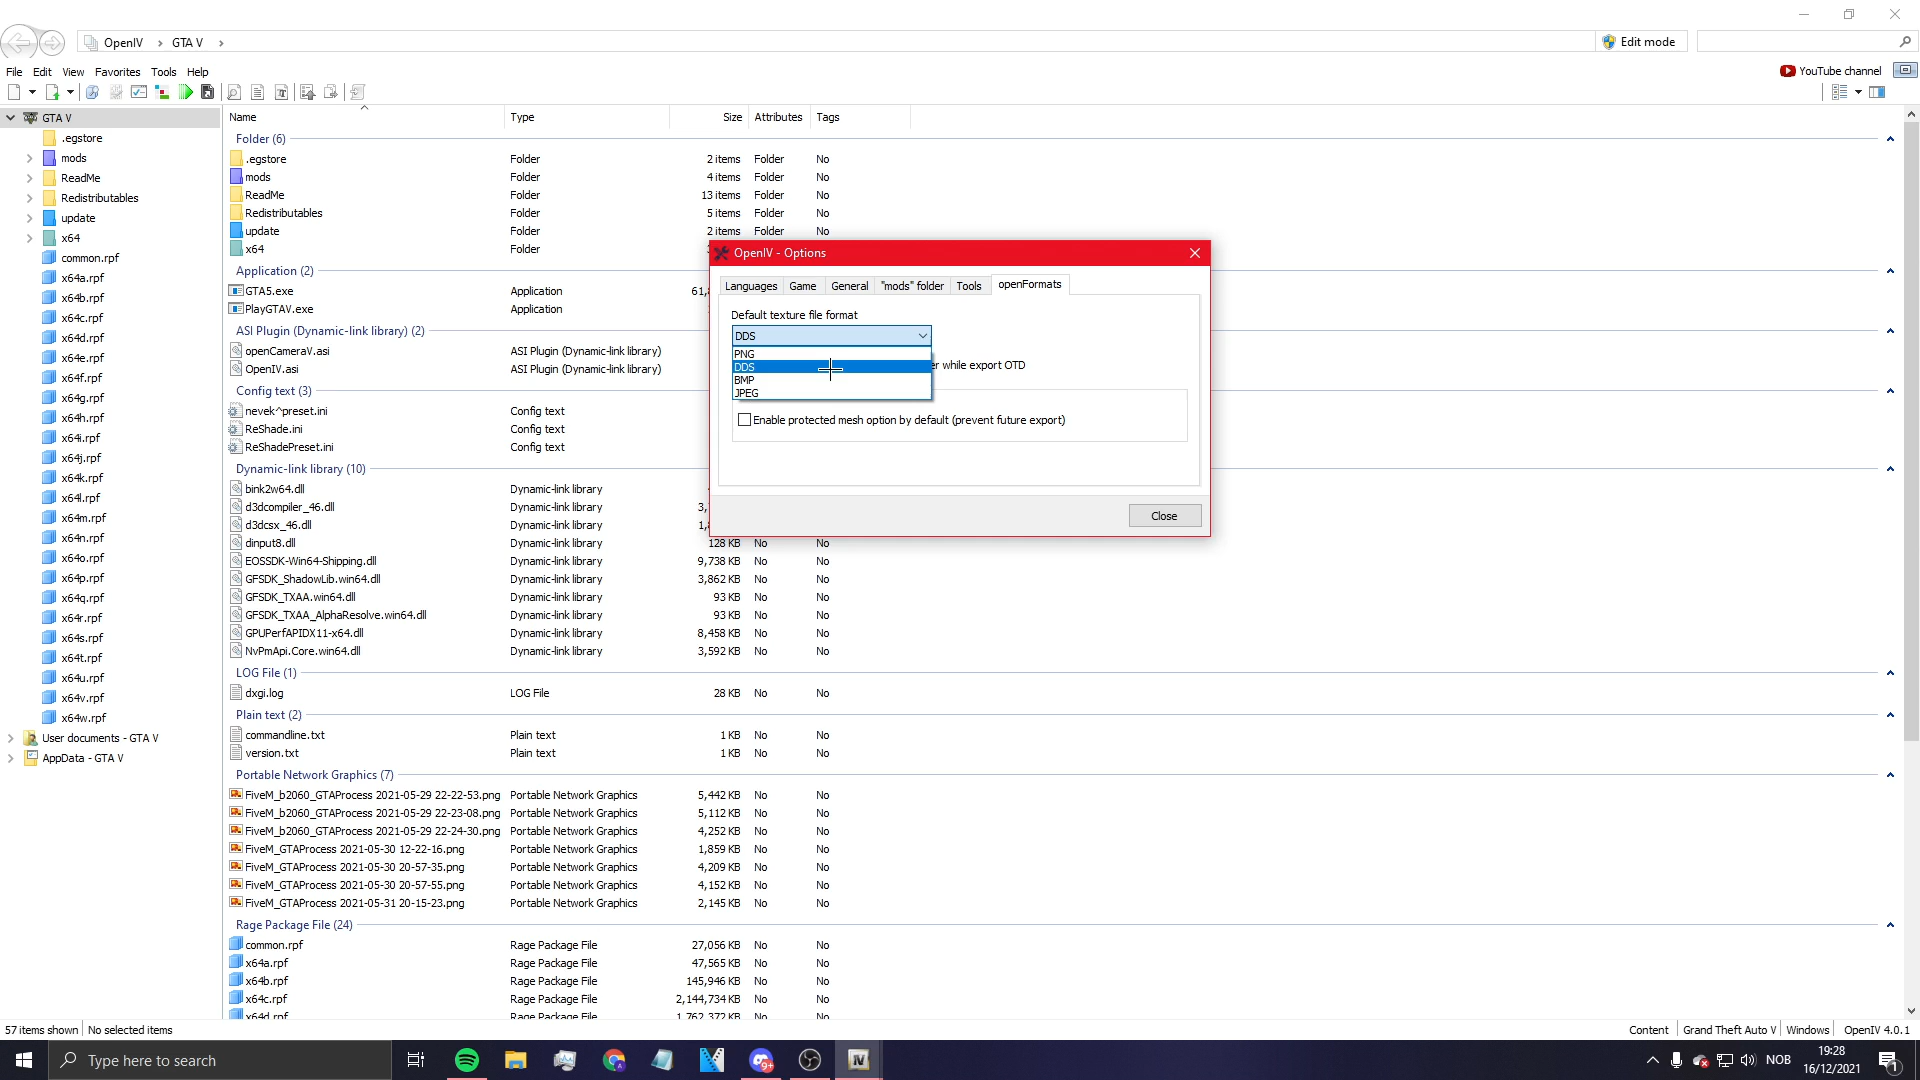 OpenIV > GTA V >
Edit mode
File Edit View Favorites Tools Help
YouTube channel
GTA V
.egstore
mods
ReadMe
Redistributables
update
x64
common.rpf
x64a.rpf
x64b.rpf
x64c.rpf
x64d.rpf
x64e.rpf
x64f.rpf
x64g.rpf
x64h.rpf
x64i.rpf
x64j.rpf
x64k.rpf
x64l.rpf
x64m.rpf
x64n.rpf
x64o.rpf
x64p.rpf
x64q.rpf
x64r.rpf
x64s.rpf
x64t.rpf
x64u.rpf
x64v.rpf
x64w.rpf
User documents - GTA V
AppData - GTA V
Name Type Size Attributes Tags
Folder (6)
.egstore Folder 2 items Folder No
mods Folder 4 items Folder No
ReadMe Folder 13 items Folder No
Redistributables Folder 5 items Folder No
update Folder 2 items Folder No
x64 Folder
Application (2)
GTA5.exe Application 61,
PlayGTAV.exe Application
ASI Plugin (Dynamic-link library) (2)
openCameraV.asi ASI Plugin (Dynamic-link library)
OpenIV.asi ASI Plugin (Dynamic-link library)
Config text (3)
nevek^preset.ini Config text
ReShade.ini Config text
ReShadePreset.ini Config text
Dynamic-link library (10)
bink2w64.dll Dynamic-link library
d3dcompiler_46.dll Dynamic-link library 3,
d3dcsx_46.dll Dynamic-link library 1,
dinput8.dll Dynamic-link library 128 KB No No
EOSSDK-Win64-Shipping.dll Dynamic-link library 9,738 KB No No
GFSDK_ShadowLib.win64.dll Dynamic-link library 3,862 KB No No
GFSDK_TXAA.win64.dll Dynamic-link library 93 KB No No
GFSDK_TXAA_AlphaResolve.win64.dll Dynamic-link library 93 KB No No
GPUPerfAPIDX11-x64.dll Dynamic-link library 8,458 KB No No
NvPmApi.Core.win64.dll Dynamic-link library 3,592 KB No No
LOG File (1)
dxgi.log LOG File 28 KB No No
Plain text (2)
commandline.txt Plain text 1 KB No No
version.txt Plain text 1 KB No No
Portable Network Graphics (7)
FiveM_b2060_GTAProcess 2021-05-29 22-22-53.png Portable Network Graphics 5,442 KB No No
FiveM_b2060_GTAProcess 2021-05-29 22-23-08.png Portable Network Graphics 5,112 KB No No
FiveM_b2060_GTAProcess 2021-05-29 22-24-30.png Portable Network Graphics 4,252 KB No No
FiveM_GTAProcess 2021-05-30 12-22-16.png Portable Network Graphics 1,859 KB No No
FiveM_GTAProcess 2021-05-30 20-57-35.png Portable Network Graphics 4,209 KB No No
FiveM_GTAProcess 2021-05-30 20-57-55.png Portable Network Graphics 4,152 KB No No
FiveM_GTAProcess 2021-05-31 20-15-23.png Portable Network Graphics 2,145 KB No No
Rage Package File (24)
common.rpf Rage Package File 27,056 KB No No
x64a.rpf Rage Package File 47,565 KB No No
x64b.rpf Rage Package File 145,946 KB No No
x64c.rpf Rage Package File 2,144,734 KB No No
x64d.rpf Rage Package File 1,762,372 KB No No
OpenIV - Options
Languages Game General "mods" folder Tools openFormats
Default texture file format
DDS
PNG
DDS
BMP
JPEG
er while export OTD
Enable protected mesh option by default (prevent future export)
Close
57 items shown No selected items
Content Grand Theft Auto V Windows OpenIV 4.0.1
Type here to search
9+
IV
NOB
19:28
16/12/2021
1